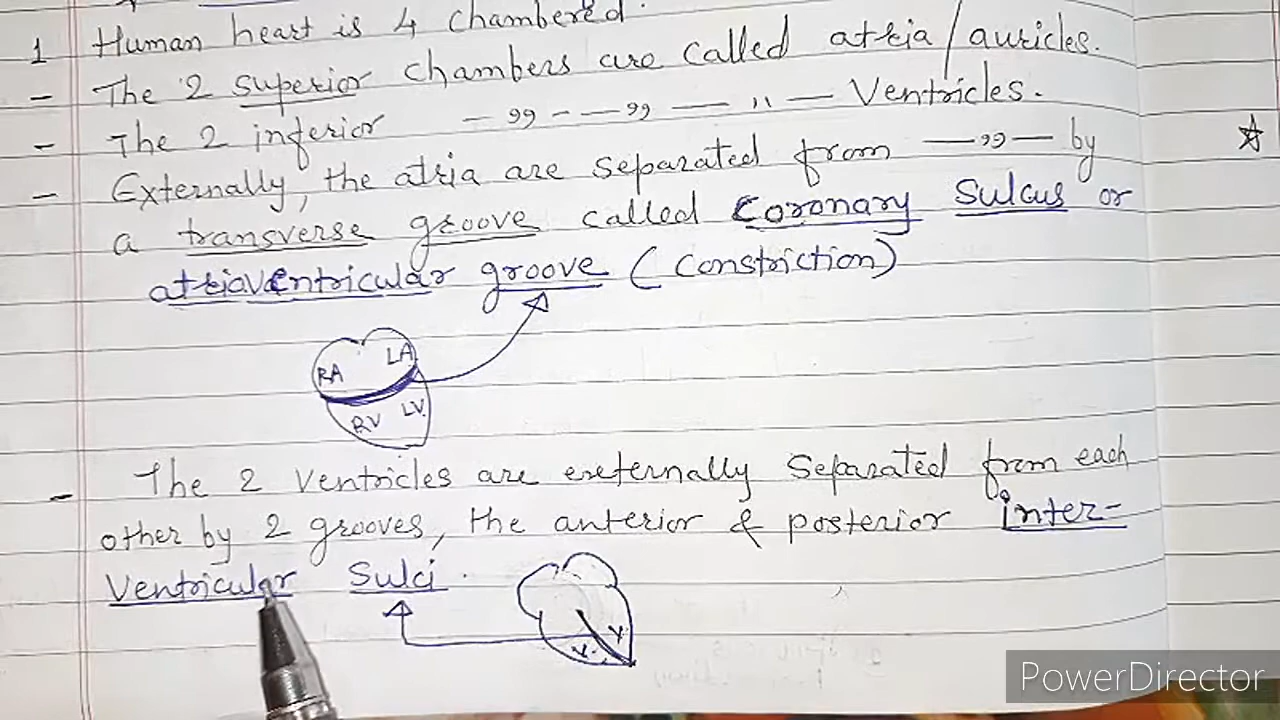 1 Human heart is 4 chambered.
- The 2 superior chambers are called atria/auricles.
- The 2 inferior -"- -"- -"- Ventricles.
- Externally, the atria are separated from -"- by
a transverse groove called Coronary Sulcus or
atrioventricular groove (Constriction)
RA LA
RV LV
- The 2 ventricles are externally separated from each
other by 2 grooves, the anterior & posterior inter-
Ventricular Sulci.
V V
PowerDirector